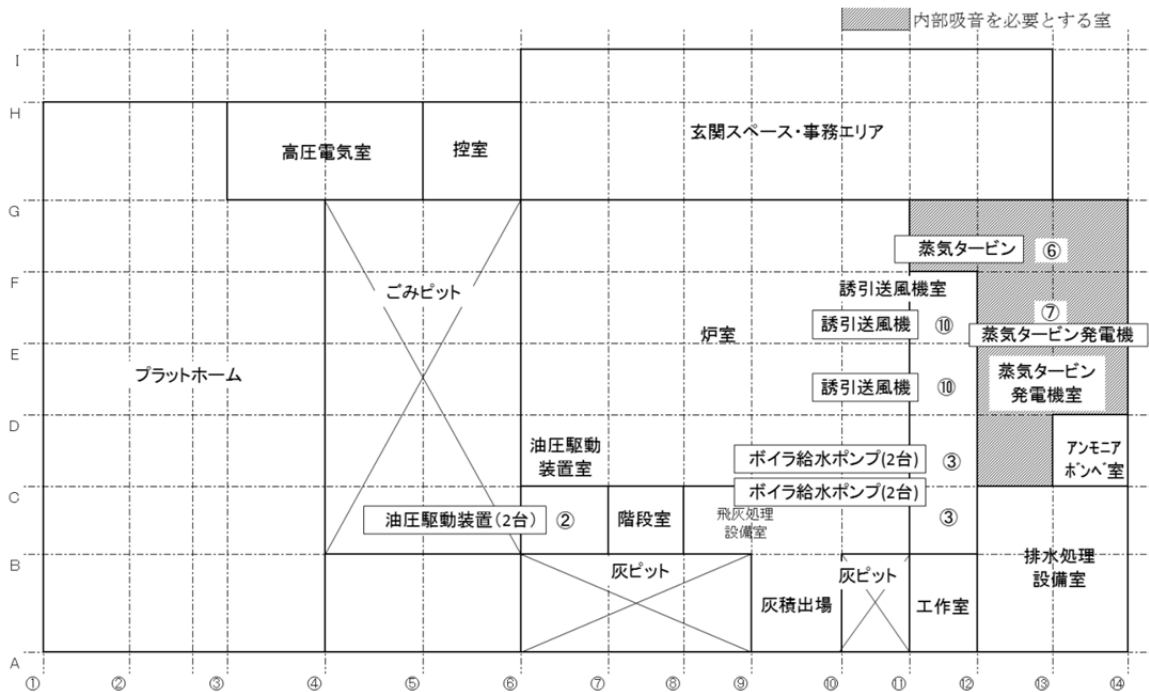 内部吸音を必要とする室
I
H
玄関スペース・事務エリア
高圧電気室
控室
G
蒸気タービン
⑥
F
誘引送風機室
ごみピット
⑦
誘引送風機
⑩
炉室
蒸気タービン発電機
E
プラットホーム
蒸気タービン
発電機室
誘引送風機
⑩
D
油圧駆動
装置室
アンモニア
ボンベ室
ボイラ給水ポンプ(2台)
③
C
ボイラ給水ポンプ(2台)
③
油圧駆動装置(2台)
②
階段室
飛灰処理
設備室
B
灰ピット
灰ピット
排水処理
設備室
灰積出場
工作室
A
① ② ③ ④ ⑤ ⑥ ⑦ ⑧ ⑨ ⑩ ⑪ ⑫ ⑬ ⑭